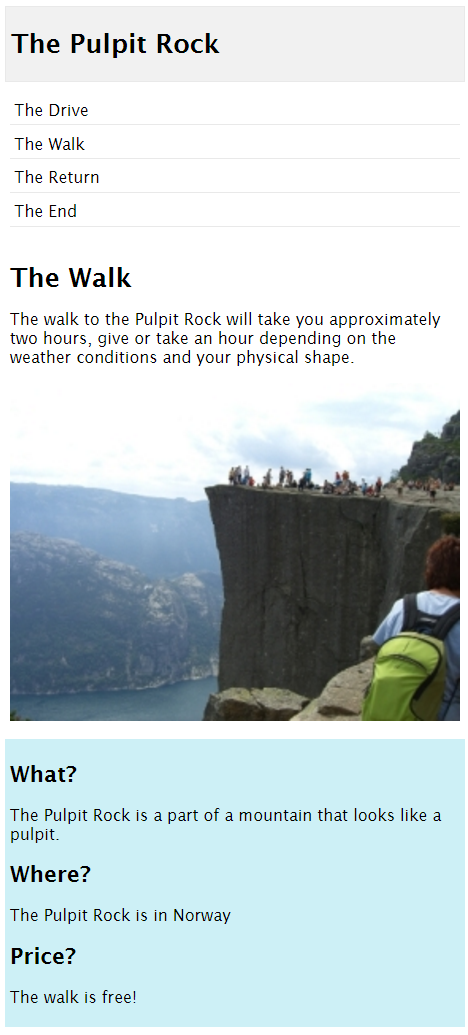 The Pulpit Rock
The Drive
The Walk
The Return
The End
The Walk
The walk to the Pulpit Rock will take you approximately
two hours, give or take an hour depending on the
weather conditions and your physical shape.
What?
The Pulpit Rock is a part of a mountain that looks like a
pulpit.
Where?
The Pulpit Rock is in Norway
Price?
The walk is free!